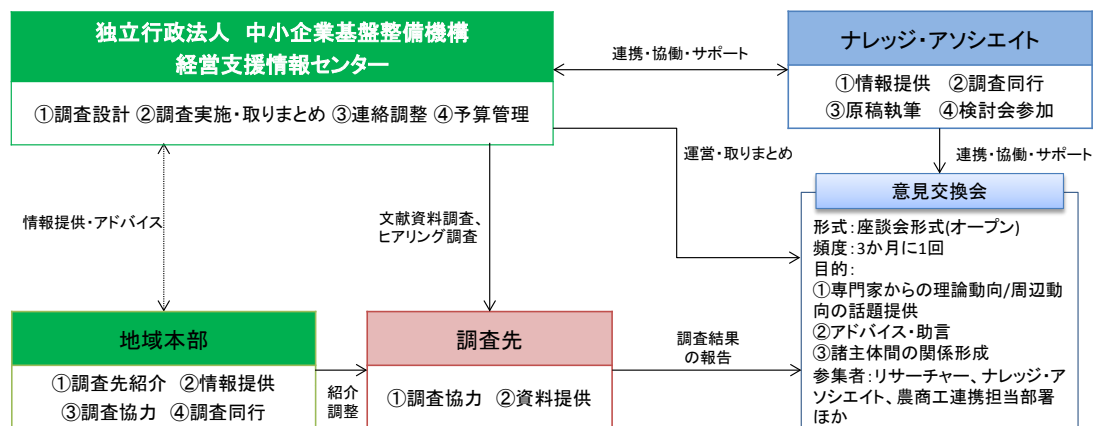 独立行政法人 中小企業基盤整備機構
経営支援情報センター
①調査設計 ②調査実施・取りまとめ ③連絡調整 ④予算管理
連携・協働・サポート
ナレッジ・アソシエイト
①情報提供 ②調査同行
③原稿執筆 ④検討会参加
運営・取りまとめ
連携・協働・サポート
情報提供・アドバイス
文献資料調査、
ヒアリング調査
意見交換会
形式:座談会形式(オープン)
頻度:3か月に1回
目的:
①専門家からの理論動向/周辺動
向の話題提供
②アドバイス・助言
③諸主体間の関係形成
参集者:リサーチャー、ナレッジ・ア
ソシエイト、農商工連携担当部署
ほか
地域本部
①調査先紹介 ②情報提供
③調査協力 ④調査同行
紹介
調整
調査先
①調査協力 ②資料提供
調査結果
の報告